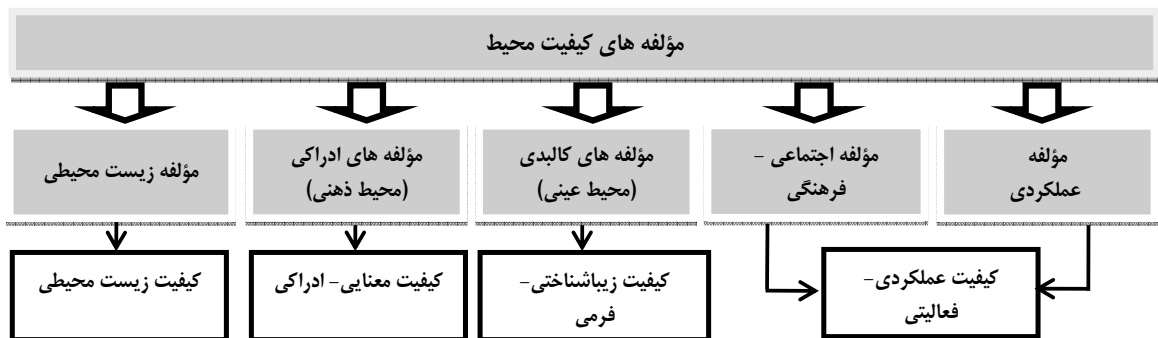 مؤلفه های کیفیت محیط
مؤلفه
عملکردی
مؤلفه اجتماعی –
فرهنگی
مؤلفه های کالبدی
(محیط عینی)
مؤلفه های ادراکی
(محیط ذهنی)
مؤلفه زیست محیطی
کیفیت عملکردی–
فعالیتی
کیفیت زیباشناختی–
فرمی
کیفیت معنایی– ادراکی
کیفیت زیست محیطی